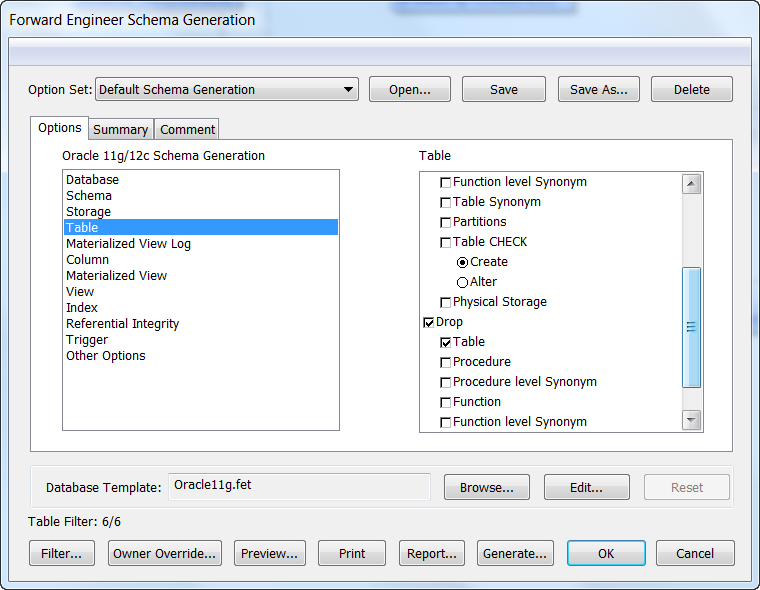 Forward Engineer Schema Generation
Option Set: Default Schema Generation Open... Save Save As... Delete
Options Summary Comment
Oracle 11g/12c Schema Generation
Database
Schema
Storage
Table
Materialized View Log
Column
Materialized View
View
Index
Referential Integrity
Trigger
Other Options
Table
Function level Synonym
Table Synonym
Partitions
Table CHECK
Create
Alter
Physical Storage
Drop
Table
Procedure
Procedure level Synonym
Function
Function level Synonym
Database Template: Oracle11g.fet Browse... Edit... Reset
Table Filter: 6/6
Filter... Owner Override... Preview... Print Report... Generate... OK Cancel